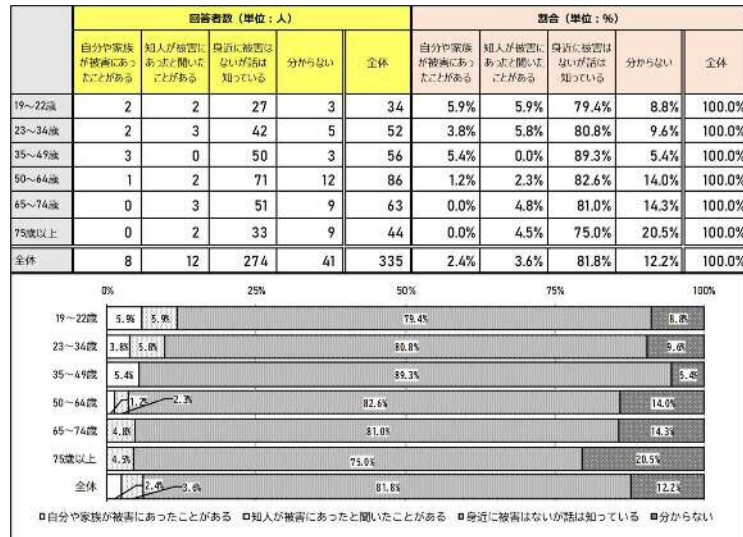 回答者数（単位：人） 割合（単位：%）
自分や家族が被害にあったことがある 知人が被害にあったと聞いたことがある 身近に被害はないが話は知っている 分からない 全体 自分や家族が被害にあったことがある 知人が被害にあったと聞いたことがある 身近に被害はないが話は知っている 分からない 全体
19～22歳 2 2 27 3 34 5.9% 5.9% 79.4% 8.8% 100.0%
23～34歳 2 3 42 5 52 3.8% 5.8% 80.8% 9.6% 100.0%
35～49歳 3 0 50 3 56 5.4% 0.0% 89.3% 5.4% 100.0%
50～64歳 1 2 71 12 86 1.2% 2.3% 82.6% 14.0% 100.0%
65～74歳 0 3 51 9 63 0.0% 4.8% 81.0% 14.3% 100.0%
75歳以上 0 2 33 9 44 0.0% 4.5% 75.0% 20.5% 100.0%
全体 8 12 274 41 335 2.4% 3.6% 81.8% 12.2% 100.0%
0% 25% 50% 75% 100%
19～22歳 5.9% 5.9% 79.4% 8.8%
23～34歳 3.8% 5.8% 80.8% 9.6%
35～49歳 5.4% 89.3% 5.4%
50～64歳 1.2% 2.3% 82.6% 14.0%
65～74歳 4.8% 81.0% 14.3%
75歳以上 4.5% 75.0% 20.5%
全体 2.4% 3.6% 81.8% 12.2%
自分や家族が被害にあったことがある 知人が被害にあったと聞いたことがある 身近に被害はないが話は知っている 分からない